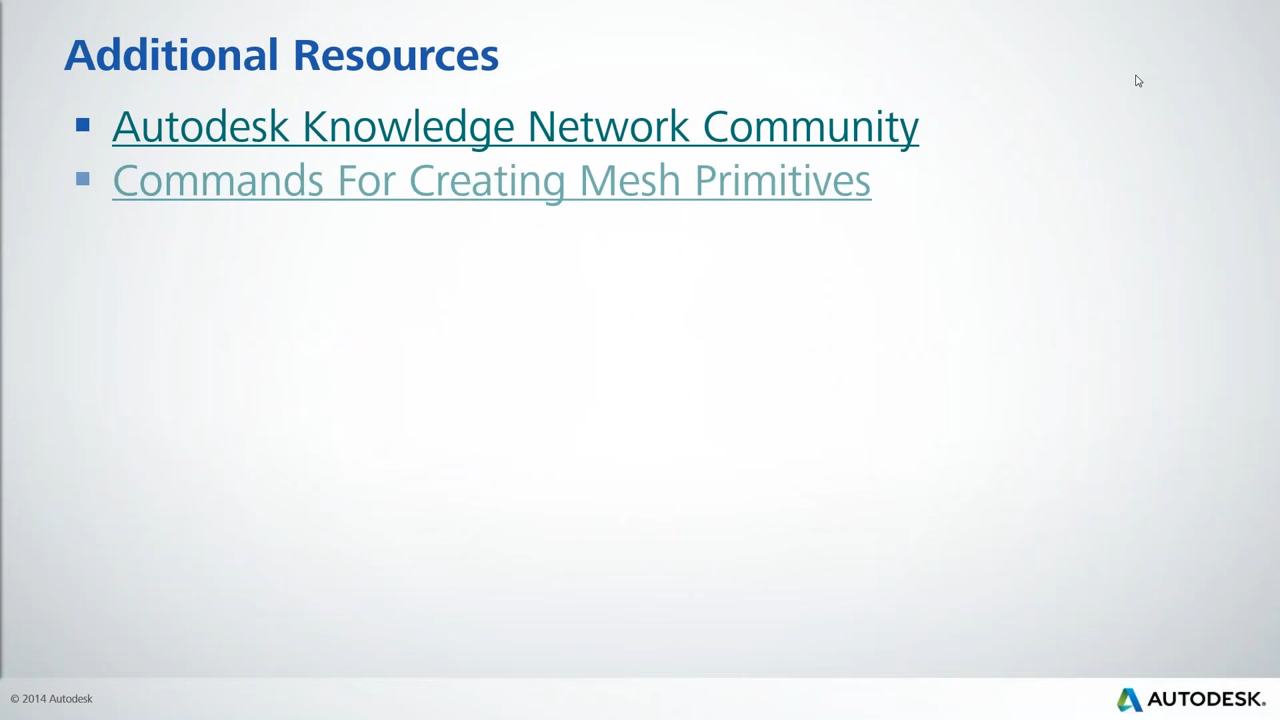 Additional Resources
Autodesk Knowledge Network Community
Commands For Creating Mesh Primitives
© 2014 Autodesk
AUTODESK.